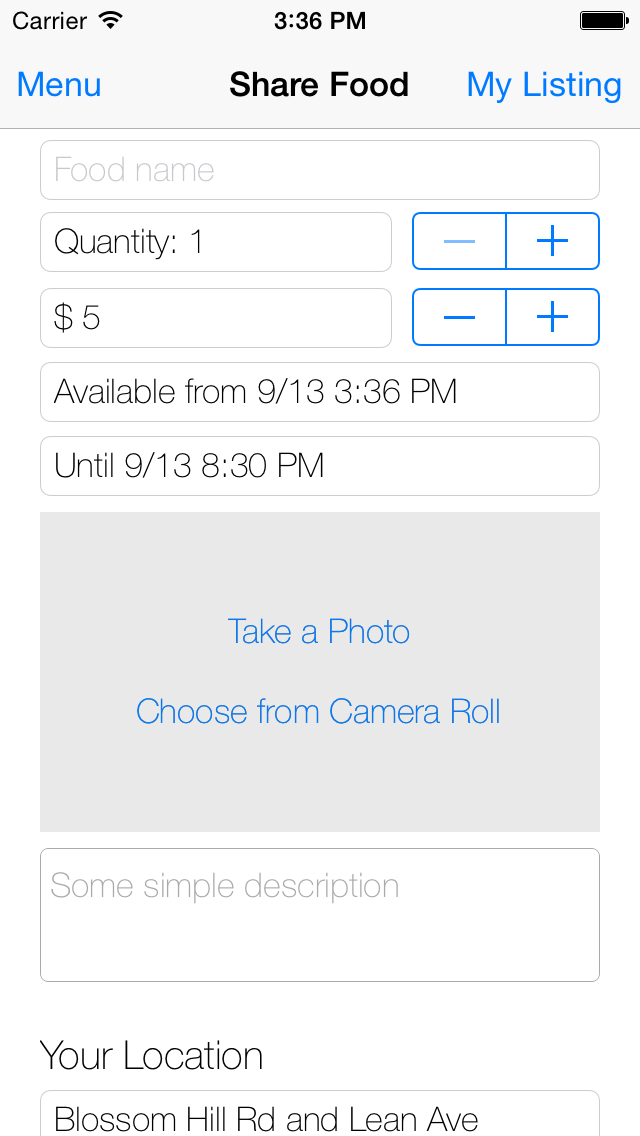 Carrier 3:36 PM
Menu Share Food My Listing
Food name
Quantity: 1
$ 5
Available from 9/13 3:36 PM
Until 9/13 8:30 PM
Take a Photo
Choose from Camera Roll
Some simple description
Your Location
Blossom Hill Rd and Lean Ave